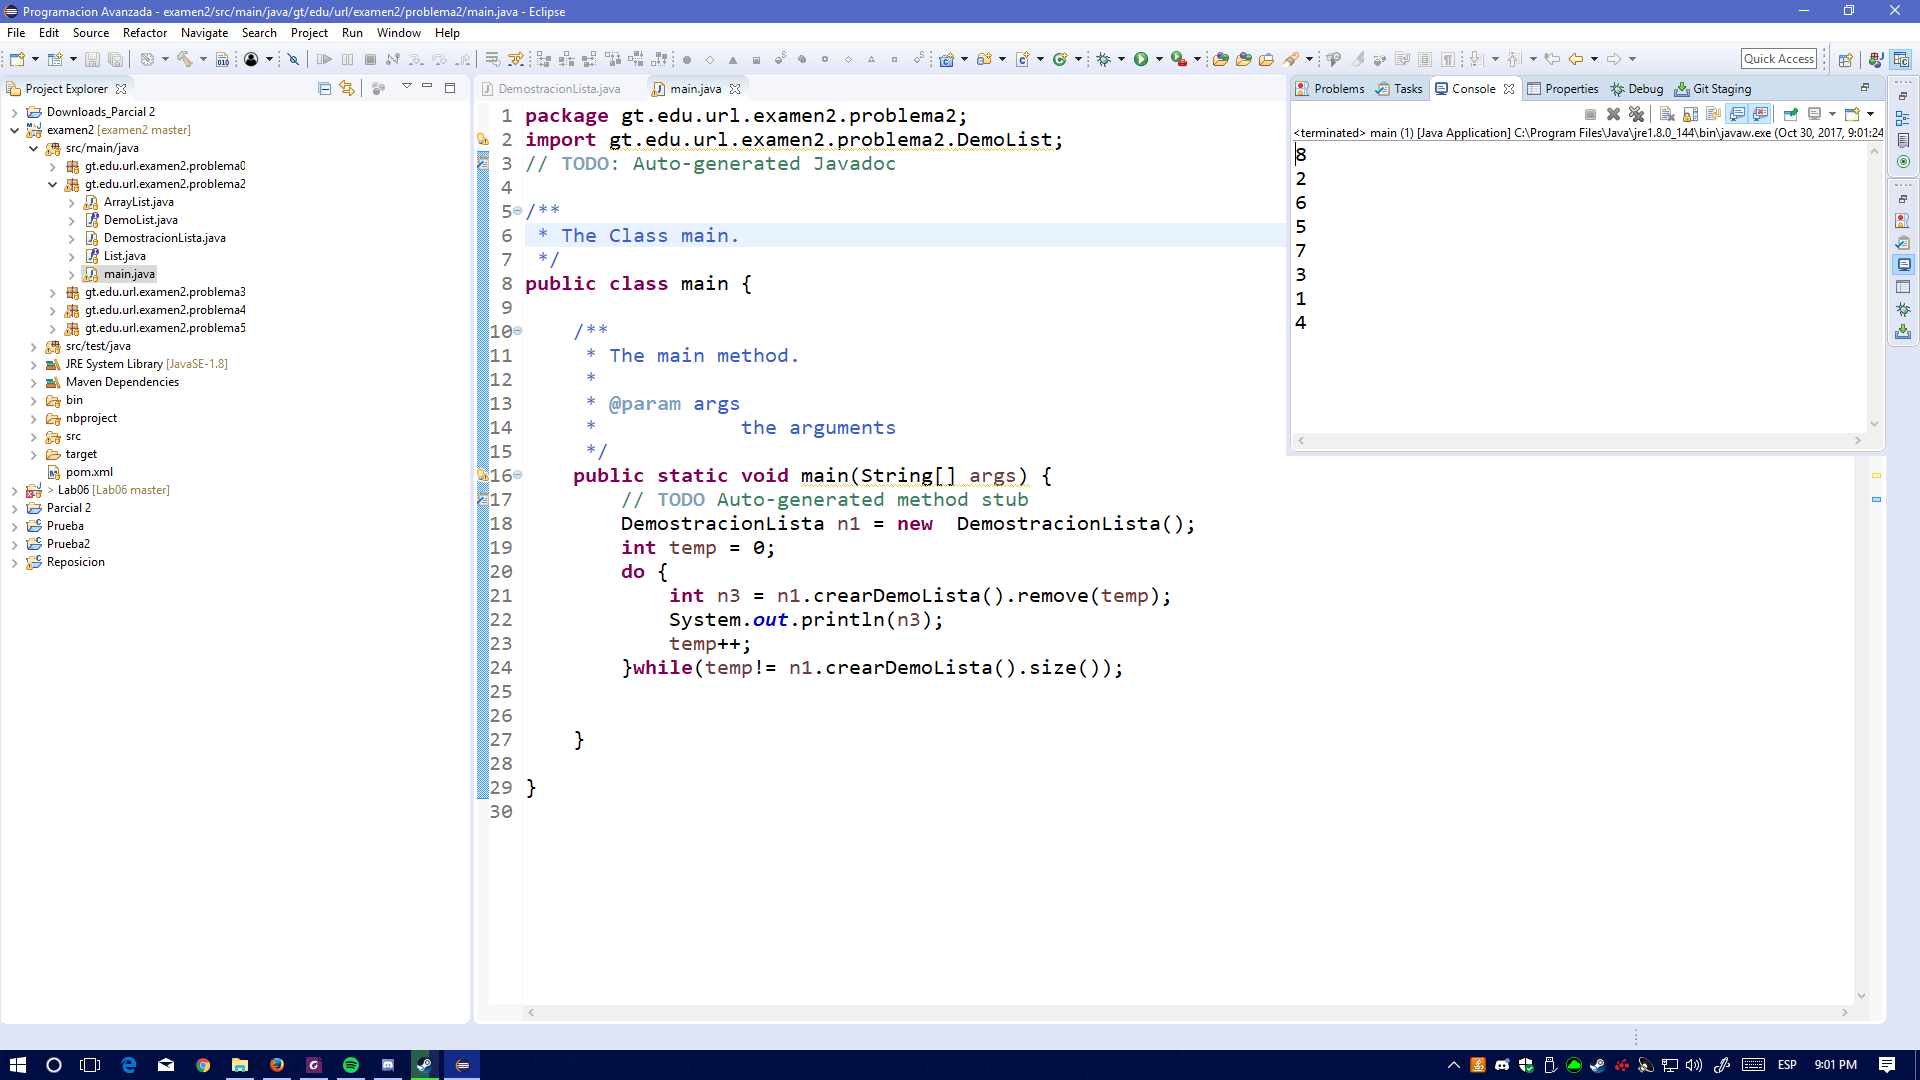 Programacion Avanzada - examen2/src/main/java/gt/edu/url/examen2/problema2/main.java - Eclipse
File Edit Source Refactor Navigate Search Project Run Window Help
Quick Access
Project Explorer
Downloads_Parcial 2
examen2 [examen2 master]
src/main/java
gt.edu.url.examen2.problema0
gt.edu.url.examen2.problema2
ArrayList.java
DemoList.java
DemostracionLista.java
List.java
main.java
gt.edu.url.examen2.problema3
gt.edu.url.examen2.problema4
gt.edu.url.examen2.problema5
src/test/java
JRE System Library [JavaSE-1.8]
Maven Dependencies
bin
nbproject
src
target
pom.xml
> Lab06 [Lab06 master]
Parcial 2
Prueba
Prueba2
Reposicion
DemostracionLista.java main.java
1 package gt.edu.url.examen2.problema2;
2 import gt.edu.url.examen2.problema2.DemoList;
3 // TODO: Auto-generated Javadoc
4
5 /**
6 * The Class main.
7 */
8 public class main {
9
10 /**
11 * The main method.
12 *
13 * @param args
14 * the arguments
15 */
16 public static void main(String[] args) {
17 // TODO Auto-generated method stub
18 DemostracionLista n1 = new  DemostracionLista();
19 int temp = 0;
20 do {
21 int n3 = n1.crearDemoLista().remove(temp);
22 System.out.println(n3);
23 temp++;
24 }while(temp!= n1.crearDemoLista().size());
25
26
27 }
28
29 }
30
Problems Tasks Console Properties Debug Git Staging
<terminated> main (1) [Java Application] C:\Program Files\Java\jre1.8.0_144\bin\javaw.exe (Oct 30, 2017, 9:01:24
8
2
6
5
7
3
1
4
ESP 9:01 PM